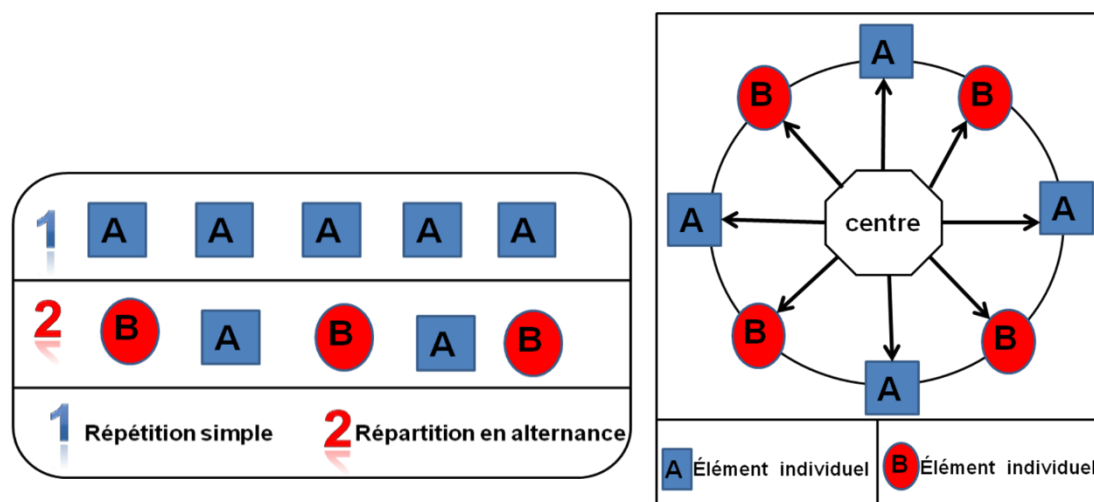 1 A A A A A
2 B A B A B
1 Répétition simple 2 Répartition en alternance
A
B B
A centre A
B B
A
A Élément individuel B Élément individuel